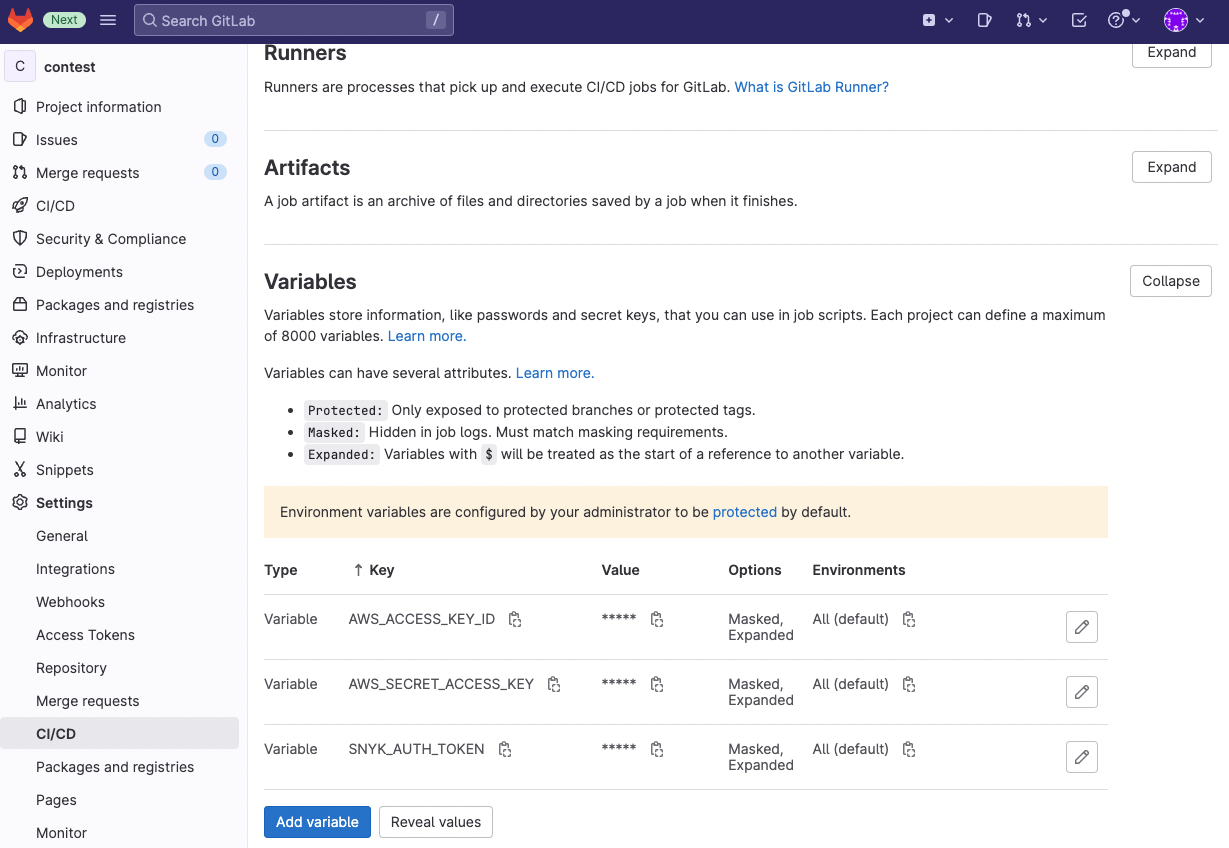 Next
Search GitLab
/
C
contest
Project information
Issues
0
Merge requests
0
CI/CD
Security & Compliance
Deployments
Packages and registries
Infrastructure
Monitor
Analytics
Wiki
Snippets
Settings
General
Integrations
Webhooks
Access Tokens
Repository
Merge requests
CI/CD
Packages and registries
Pages
Monitor
Runners
Expand
Runners are processes that pick up and execute CI/CD jobs for GitLab. What is GitLab Runner?
Artifacts
Expand
A job artifact is an archive of files and directories saved by a job when it finishes.
Variables
Collapse
Variables store information, like passwords and secret keys, that you can use in job scripts. Each project can define a maximum
of 8000 variables. Learn more.
Variables can have several attributes. Learn more.
• Protected: Only exposed to protected branches or protected tags.
• Masked: Hidden in job logs. Must match masking requirements.
• Expanded: Variables with $ will be treated as the start of a reference to another variable.
Environment variables are configured by your administrator to be protected by default.
Type ↑ Key Value Options Environments
Variable AWS_ACCESS_KEY_ID ***** Masked, All (default)
Expanded
Variable AWS_SECRET_ACCESS_KEY ***** Masked, All (default)
Expanded
Variable SNYK_AUTH_TOKEN ***** Masked, All (default)
Expanded
Add variable Reveal values